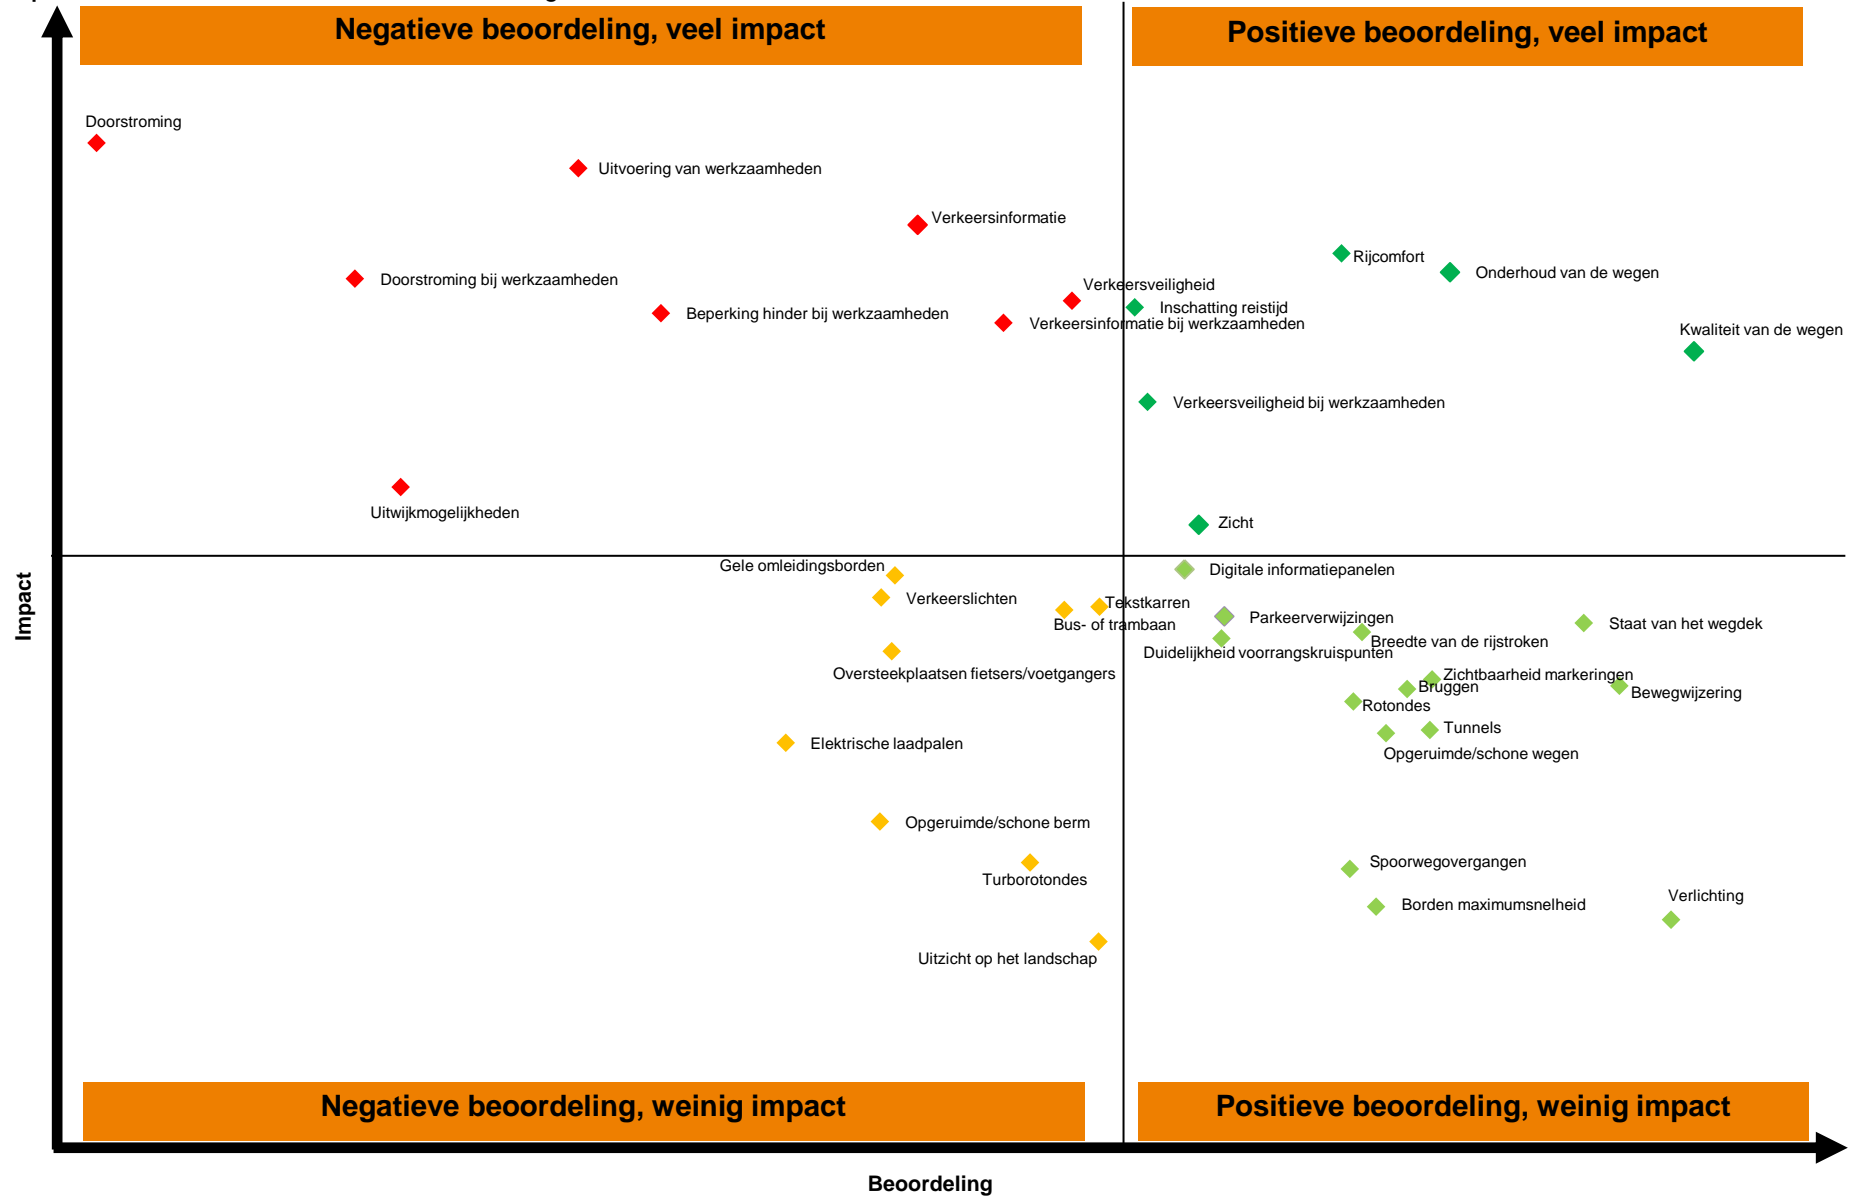 Negatieve beoordeling, veel impact
Positieve beoordeling, veel impact
Doorstroming
Uitvoering van werkzaamheden
Verkeersinformatie
Rijcomfort
Onderhoud van de wegen
Doorstroming bij werkzaamheden
Verkeersveiligheid
Inschatting reistijd
Beperking hinder bij werkzaamheden
Verkeersinformatie bij werkzaamheden
Kwaliteit van de wegen
Verkeersveiligheid bij werkzaamheden
Uitwijkmogelijkheden
Zicht
Gele omleidingsborden
Digitale informatiepanelen
Verkeerslichten
Tekstkarren
Bus- of trambaan
Parkeerverwijzingen
Staat van het wegdek
Breedte van de rijstroken
Duidelijkheid voorrangskruispunten
Oversteekplaatsen fietsers/voetgangers
Zichtbaarheid markeringen
Bruggen
Bewegwijzering
Rotondes
Tunnels
Elektrische laadpalen
Opgeruimde/schone wegen
Opgeruimde/schone berm
Spoorwegovergangen
Turborotondes
Verlichting
Borden maximumsnelheid
Uitzicht op het landschap
Impact
Negatieve beoordeling, weinig impact
Positieve beoordeling, weinig impact
Beoordeling